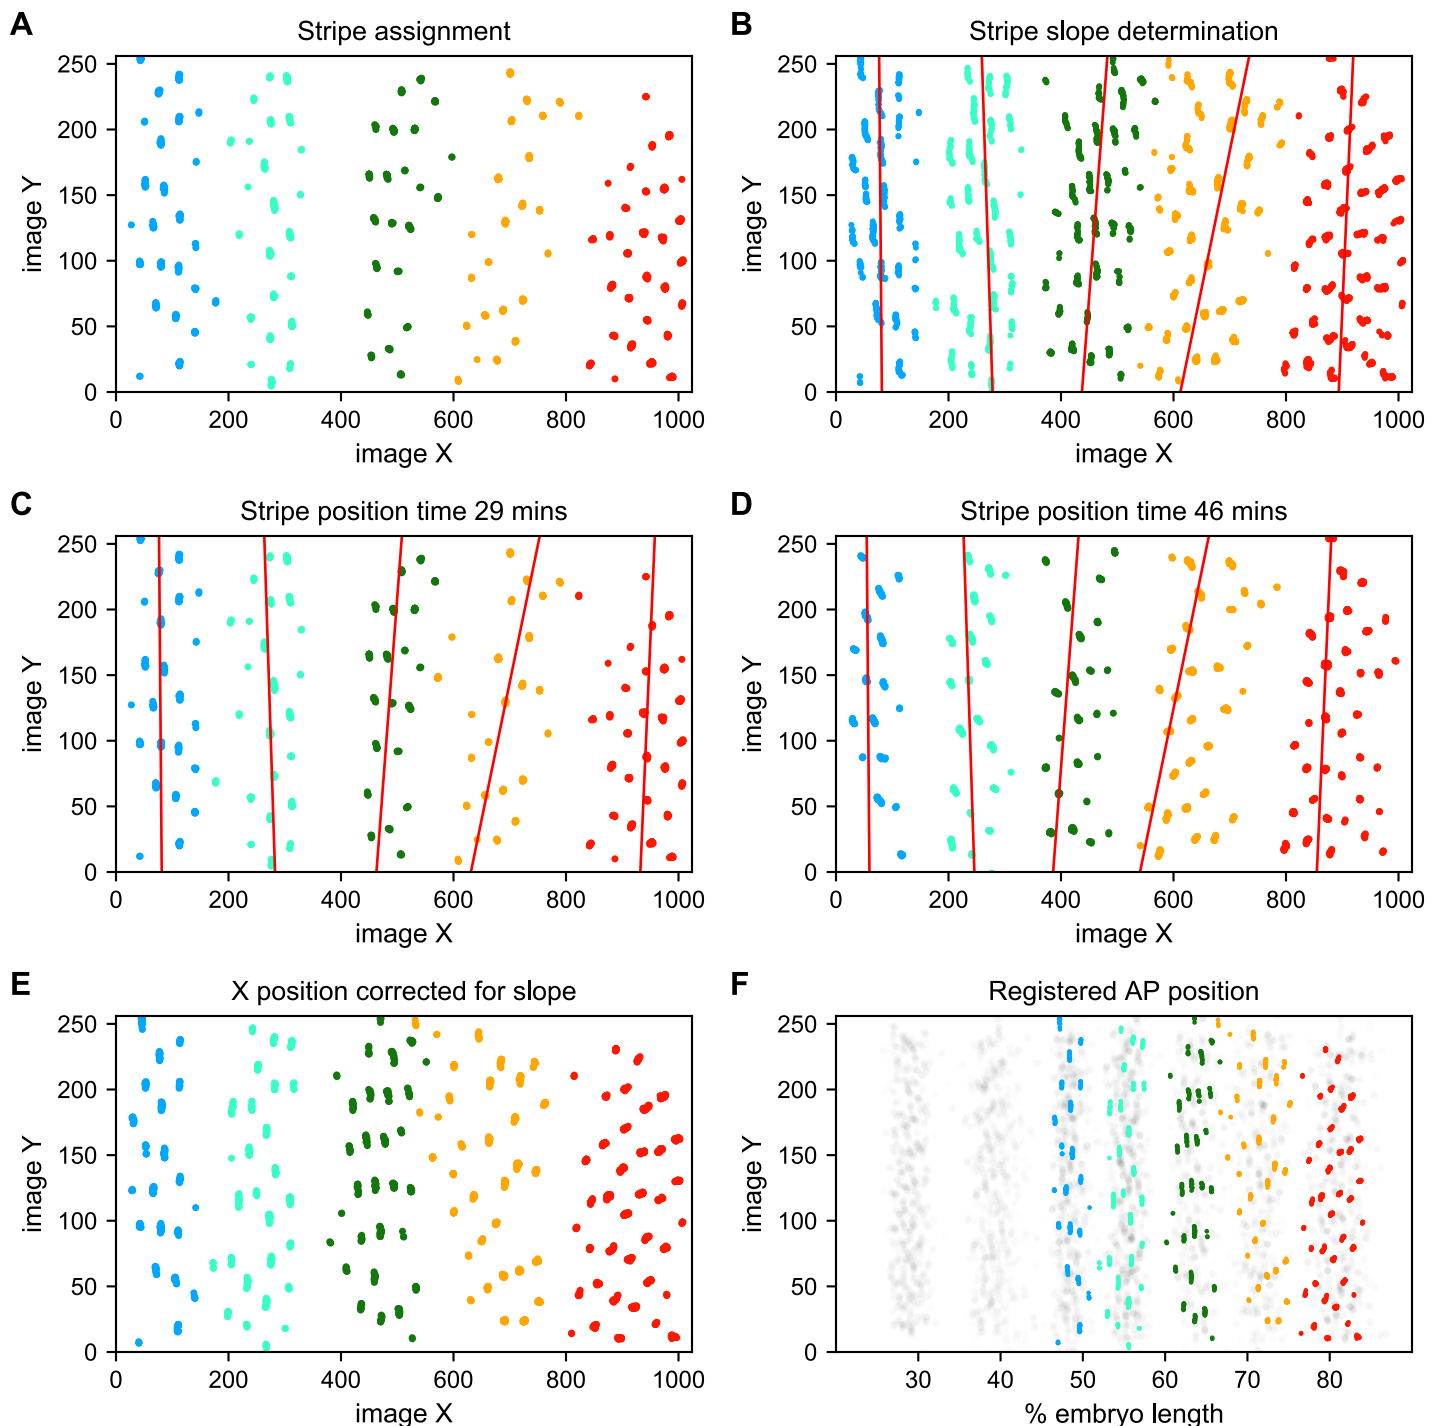 A
Stripe assignment
250
200
150
100
50
0
image Y
0 200 400 600 800 1000
image X
B
Stripe slope determination
250
200
150
100
50
0
image Y
0 200 400 600 800 1000
image X
C
Stripe position time 29 mins
250
200
150
100
50
0
image Y
0 200 400 600 800 1000
image X
D
Stripe position time 46 mins
250
200
150
100
50
0
image Y
0 200 400 600 800 1000
image X
E
X position corrected for slope
250
200
150
100
50
0
image Y
0 200 400 600 800 1000
image X
F
Registered AP position
250
200
150
100
50
0
image Y
30 40 50 60 70 80
% embryo length